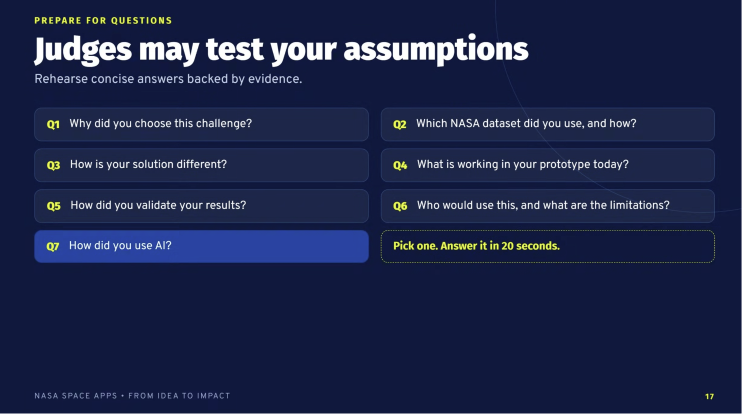 PREPARE FOR QUESTIONS
Judges may test your assumptions
Rehearse concise answers backed by evidence.
Q1 Why did you choose this challenge?
Q2 Which NASA dataset did you use, and how?
Q3 How is your solution different?
Q4 What is working in your prototype today?
Q5 How did you validate your results?
Q6 Who would use this, and what are the limitations?
Q7 How did you use AI?
Pick one. Answer it in 20 seconds.
NASA SPACE APPS • FROM IDEA TO IMPACT
17